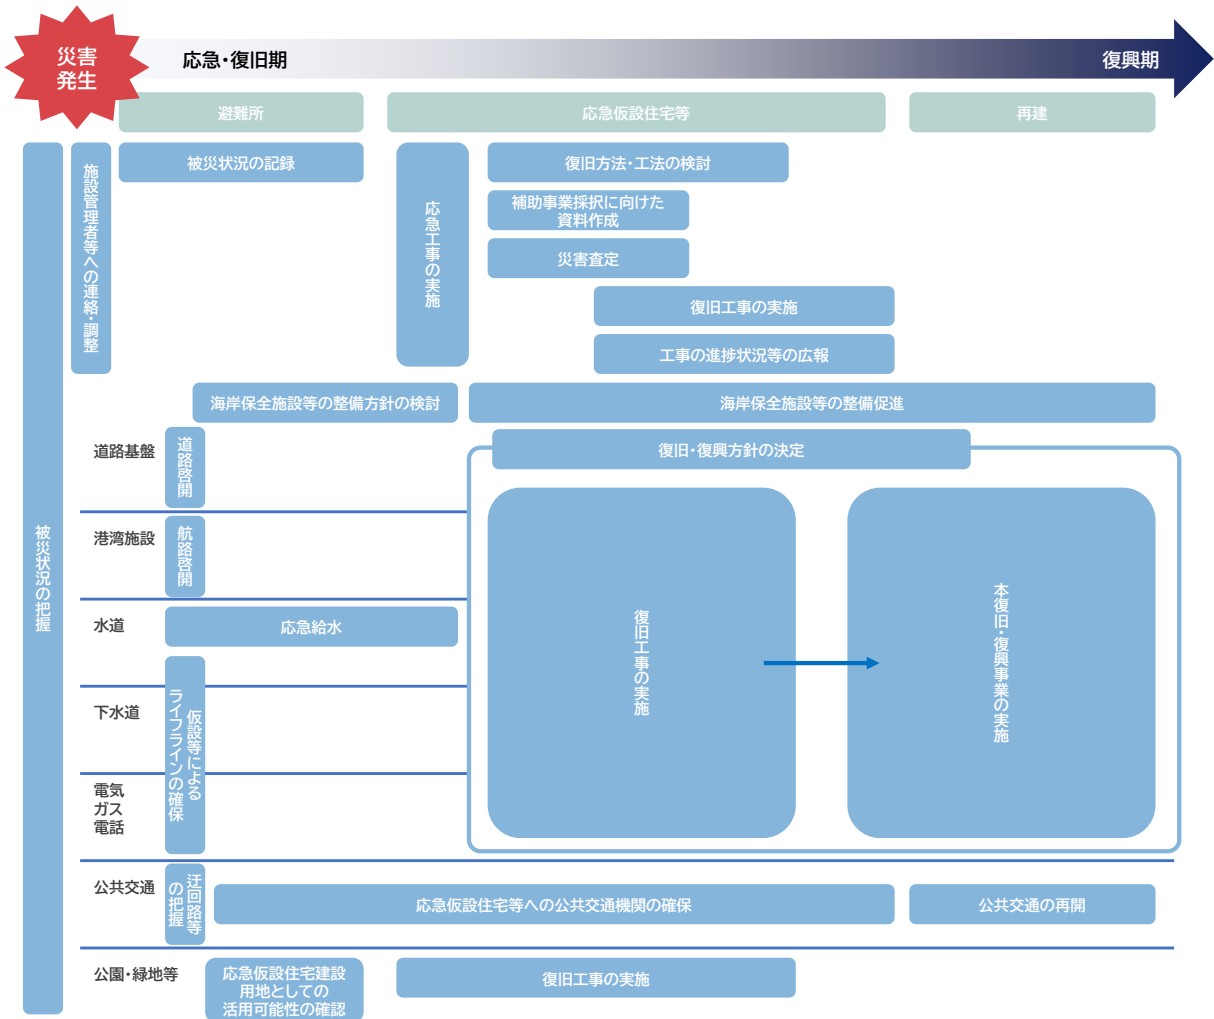 災害
発生
応急・復旧期
復興期
避難所
応急仮設住宅等
再建
被災状況の把握
施設管理者等への連絡・調整
被災状況の記録
応急工事の実施
復旧方法・工法の検討
補助事業採択に向けた
資料作成
災害査定
復旧工事の実施
工事の進捗状況等の広報
海岸保全施設等の整備方針の検討
海岸保全施設等の整備促進
道路基盤
道路啓開
復旧・復興方針の決定
港湾施設
航路啓開
水道
応急給水
復旧工事の実施
本復旧・復興事業の実施
下水道
仮設等による
ライフラインの確保
電気
ガス
電話
公共交通
迂回路等
の把握
応急仮設住宅等への公共交通機関の確保
公共交通の再開
公園・緑地等
応急仮設住宅建設
用地としての
活用可能性の確認
復旧工事の実施